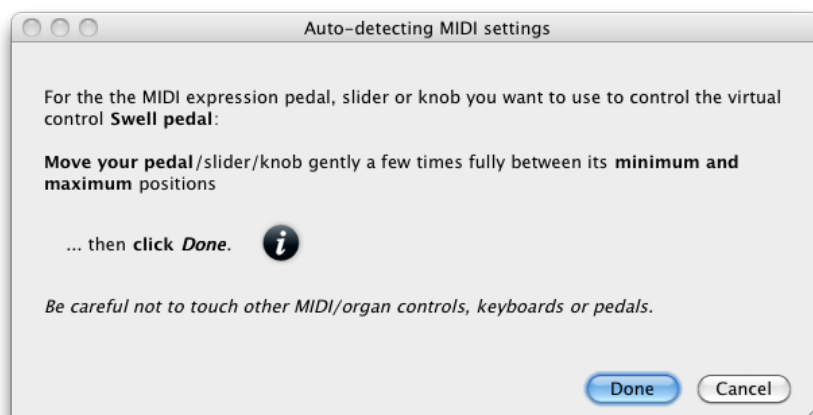 Auto-detecting MIDI settings
For the the MIDI expression pedal, slider or knob you want to use to control the virtual
control Swell pedal:
Move your pedal/slider/knob gently a few times fully between its minimum and
maximum positions
... then click Done.
Be careful not to touch other MIDI/organ controls, keyboards or pedals.
Done Cancel